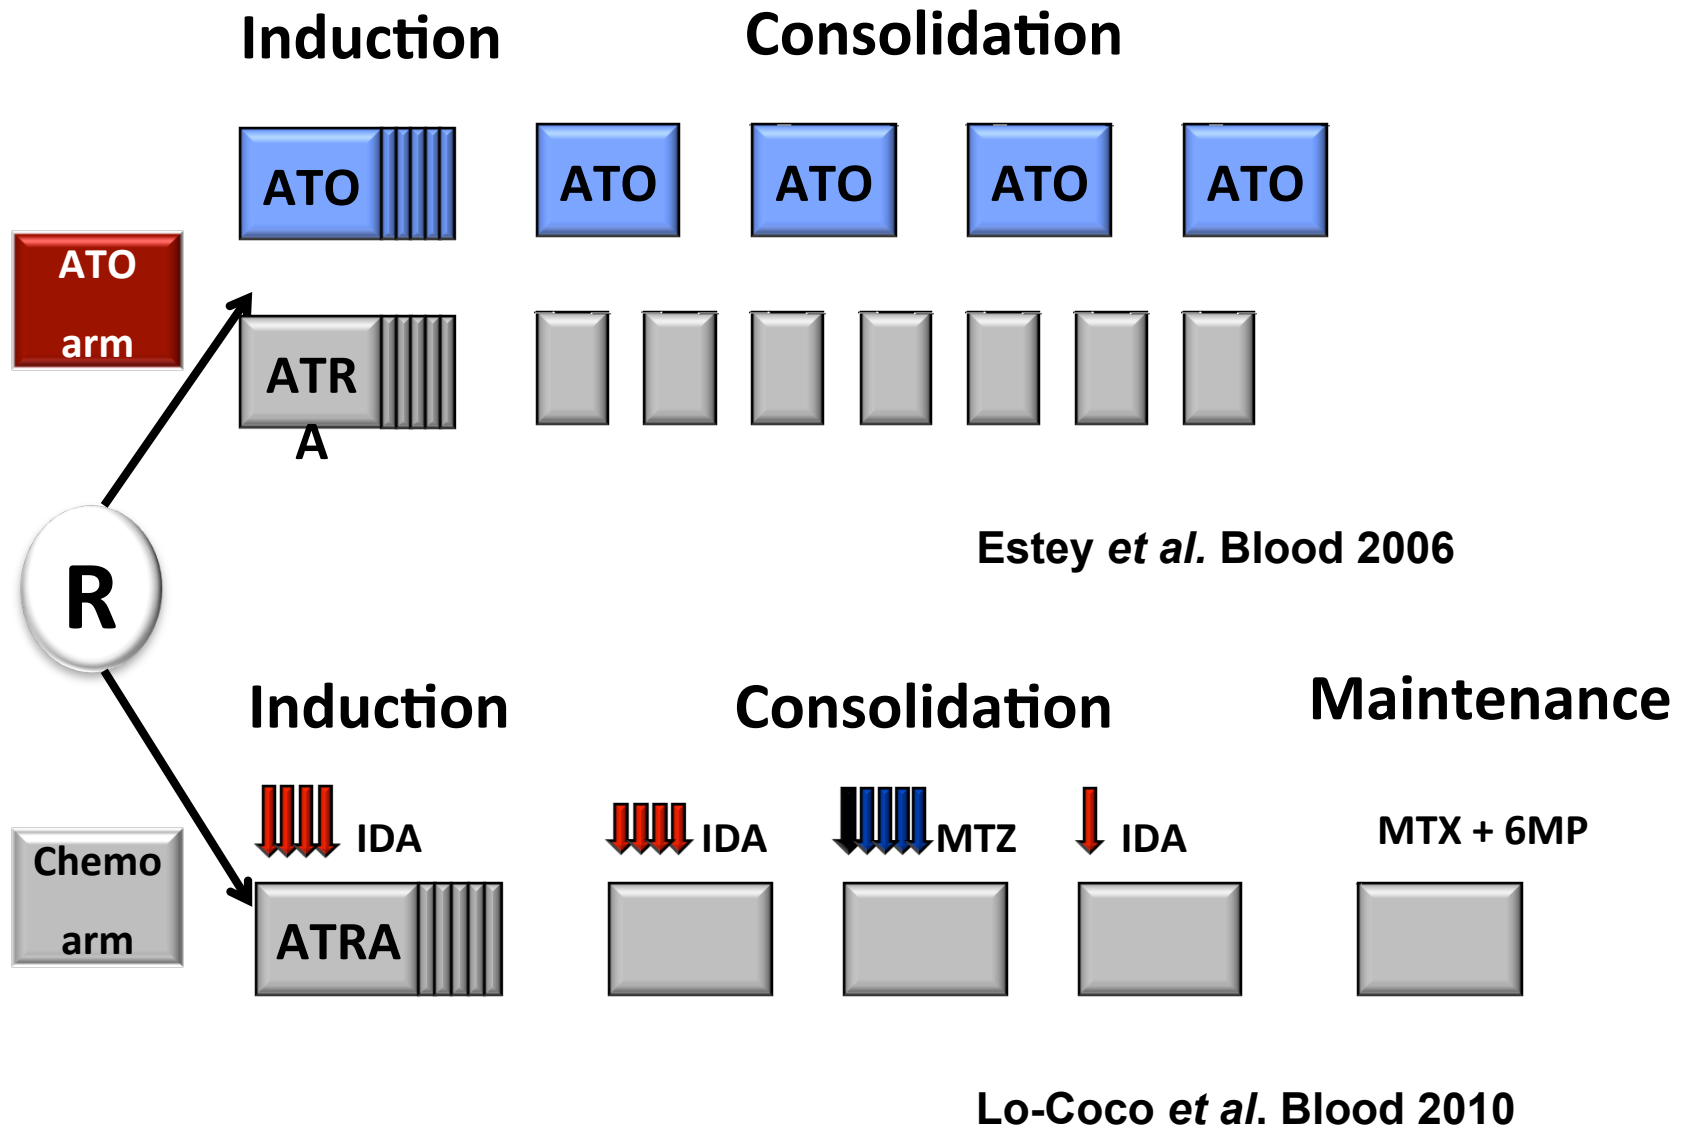 Induction
Consolidation
ATO
ATO
ATO
ATO
ATO
ATO
arm
ATR
A
Estey et al. Blood 2006
R
Induction
Consolidation
Maintenance
IDA
IDA
MTZ
IDA
MTX + 6MP
Chemo
arm
ATRA
Lo-Coco et al. Blood 2010